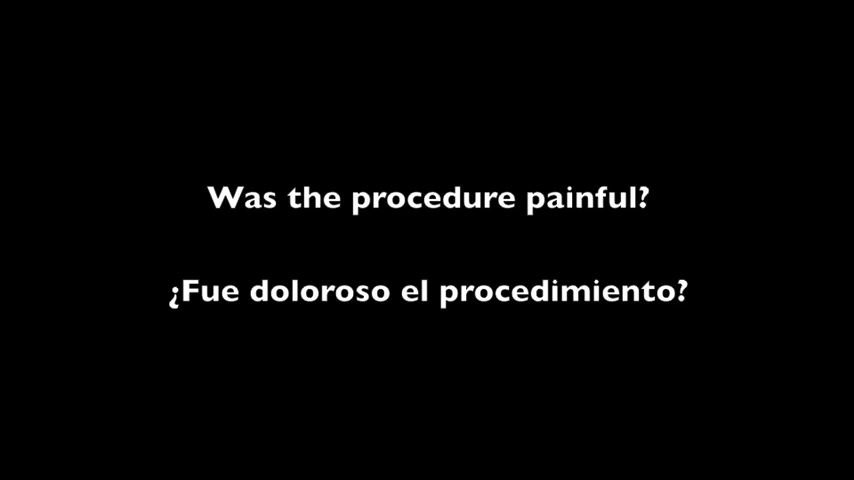 Was the procedure painful?
¿Fue doloroso el procedimiento?